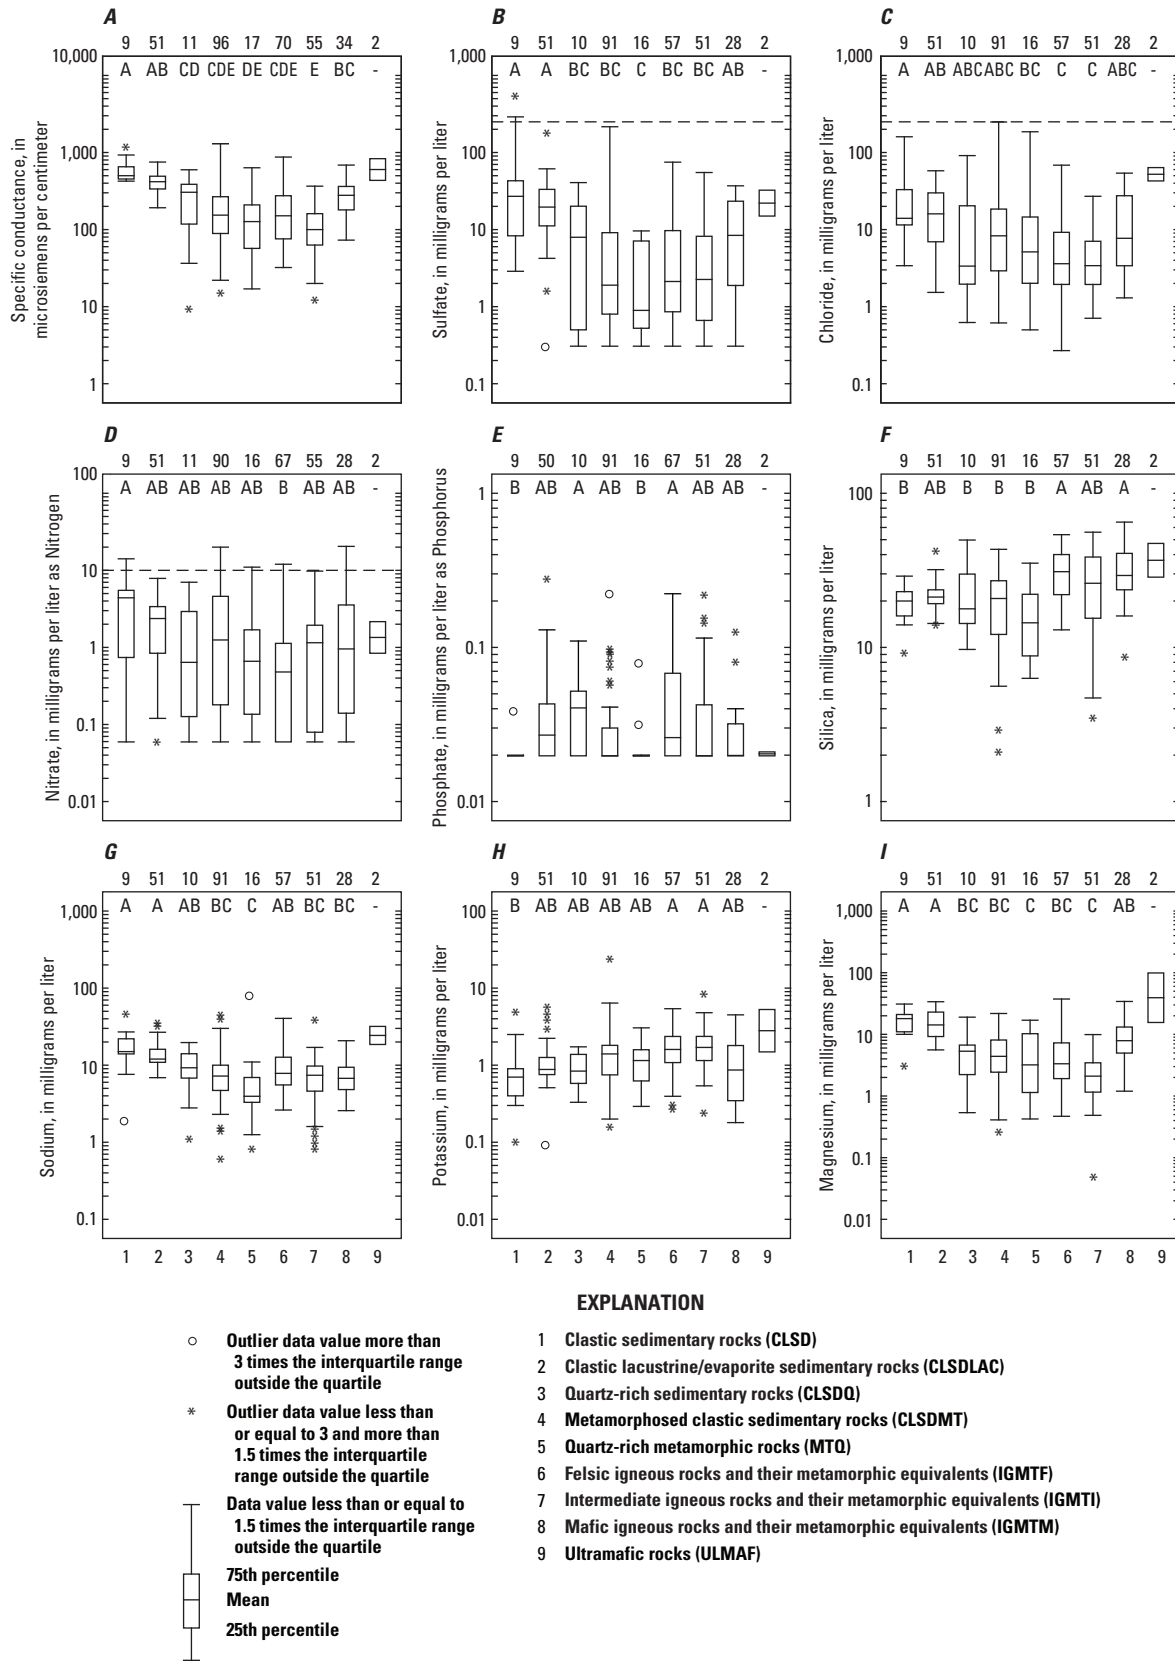 A
9 51 11 96 17 70 55 34 2
A AB CD CDE DE CDE E BC -
10,000
1,000
100
10
1
Specific conductance, in
microsiemens per centimeter
B
9 51 10 91 16 57 51 28 2
A A BC BC C BC BC AB -
1,000
100
10
1
0.1
Sulfate, in milligrams per liter
C
9 51 10 91 16 57 51 28 2
A AB ABC ABC BC C C ABC -
1,000
100
10
1
0.1
Chloride, in milligrams per liter
D
9 51 11 90 16 67 55 28 2
A AB AB AB AB B AB AB -
100
10
1
0.1
0.01
Nitrate, in milligrams per liter as Nitrogen
E
9 50 10 91 16 67 51 28 2
B AB A AB B A AB AB -
1
0.1
0.01
Phosphate, in milligrams per liter as Phosphorus
F
9 51 10 91 16 57 51 28 2
B AB B B B A AB A -
100
10
1
Silica, in milligrams per liter
G
9 51 10 91 16 57 51 28 2
A A AB BC C AB BC BC -
1,000
100
10
1
0.1
Sodium, in milligrams per liter
1 2 3 4 5 6 7 8 9
H
9 51 10 91 16 57 51 28 2
B AB AB AB AB A A AB -
100
10
1
0.1
0.01
Potassium, in milligrams per liter
1 2 3 4 5 6 7 8 9
I
9 51 10 91 16 57 51 28 2
A A BC BC C BC C AB -
1,000
100
10
1
0.1
0.01
Magnesium, in milligrams per liter
1 2 3 4 5 6 7 8 9
EXPLANATION
Outlier data value more than
3 times the interquartile range
outside the quartile
Outlier data value less than
or equal to 3 and more than
1.5 times the interquartile
range outside the quartile
Data value less than or equal to
1.5 times the interquartile range
outside the quartile
75th percentile
Mean
25th percentile
1 Clastic sedimentary rocks (CLSD)
2 Clastic lacustrine/evaporite sedimentary rocks (CLSDLAC)
3 Quartz-rich sedimentary rocks (CLSDQ)
4 Metamorphosed clastic sedimentary rocks (CLSDMT)
5 Quartz-rich metamorphic rocks (MTQ)
6 Felsic igneous rocks and their metamorphic equivalents (IGMTF)
7 Intermediate igneous rocks and their metamorphic equivalents (IGMTI)
8 Mafic igneous rocks and their metamorphic equivalents (IGMTM)
9 Ultramafic rocks (ULMAF)